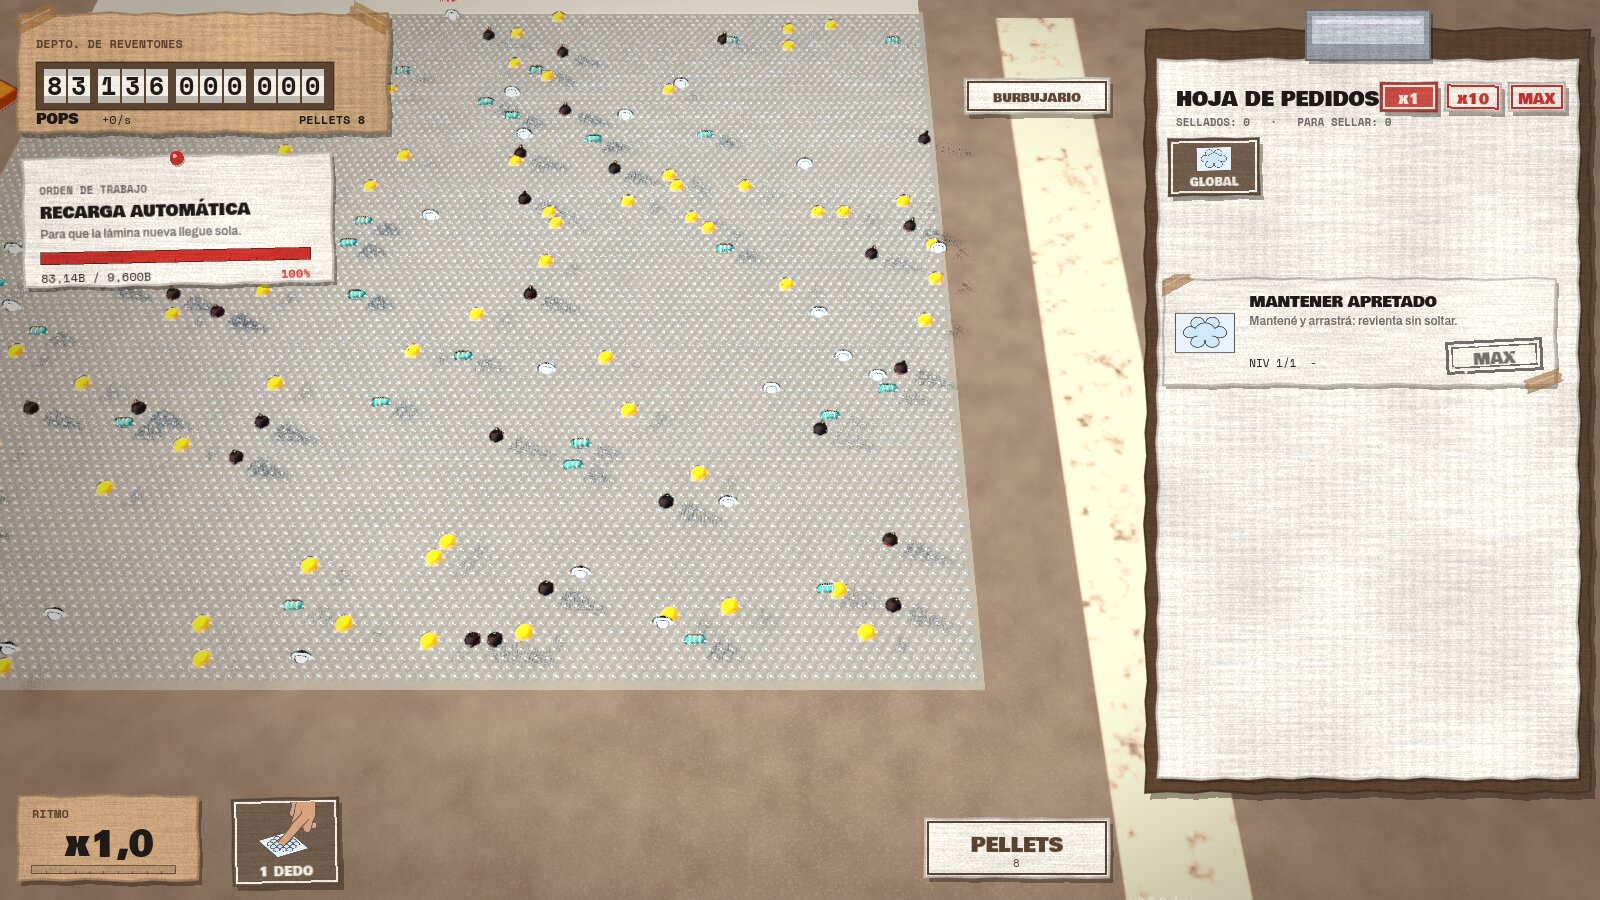 DEPTO. DE REVENTONES
83 136 000 000
POPS +0/s PELLETS 8
ORDEN DE TRABAJO
RECARGA AUTOMÁTICA
Para que la lámina nueva llegue sola.
83.14B / 9.600B 100%
BURBUJARIO
HOJA DE PEDIDOS x1 x10 MAX
SELLADOS: 0 · PARA SELLAR: 0
GLOBAL
MANTENER APRETADO
Mantené y arrastrá: revienta sin soltar.
NIV 1/1 -
MAX
RITMO
x1,0
1 DEDO
PELLETS
8